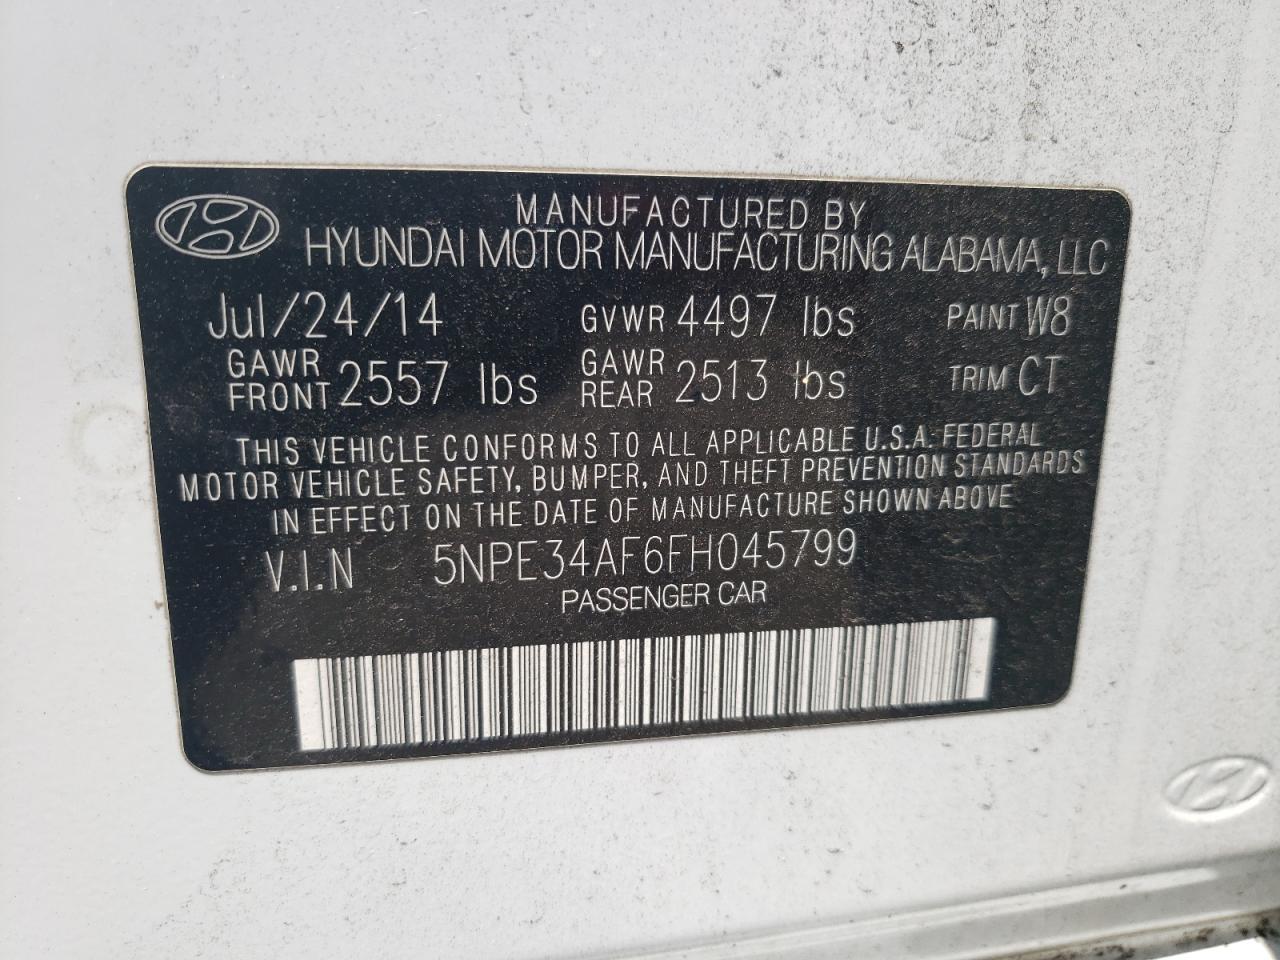 MANUFACTURED BY
HYUNDAI MOTOR MANUFACTURING ALABAMA, LLC
Jul/24/14 GVWR 4497 lbs PAINT W8
GAWR FRONT 2557 lbs GAWR REAR 2513 lbs TRIM CT
THIS VEHICLE CONFORMS TO ALL APPLICABLE U.S.A. FEDERAL
MOTOR VEHICLE SAFETY, BUMPER, AND THEFT PREVENTION STANDARDS
IN EFFECT ON THE DATE OF MANUFACTURE SHOWN ABOVE
V.I.N 5NPE34AF6FH045799
PASSENGER CAR